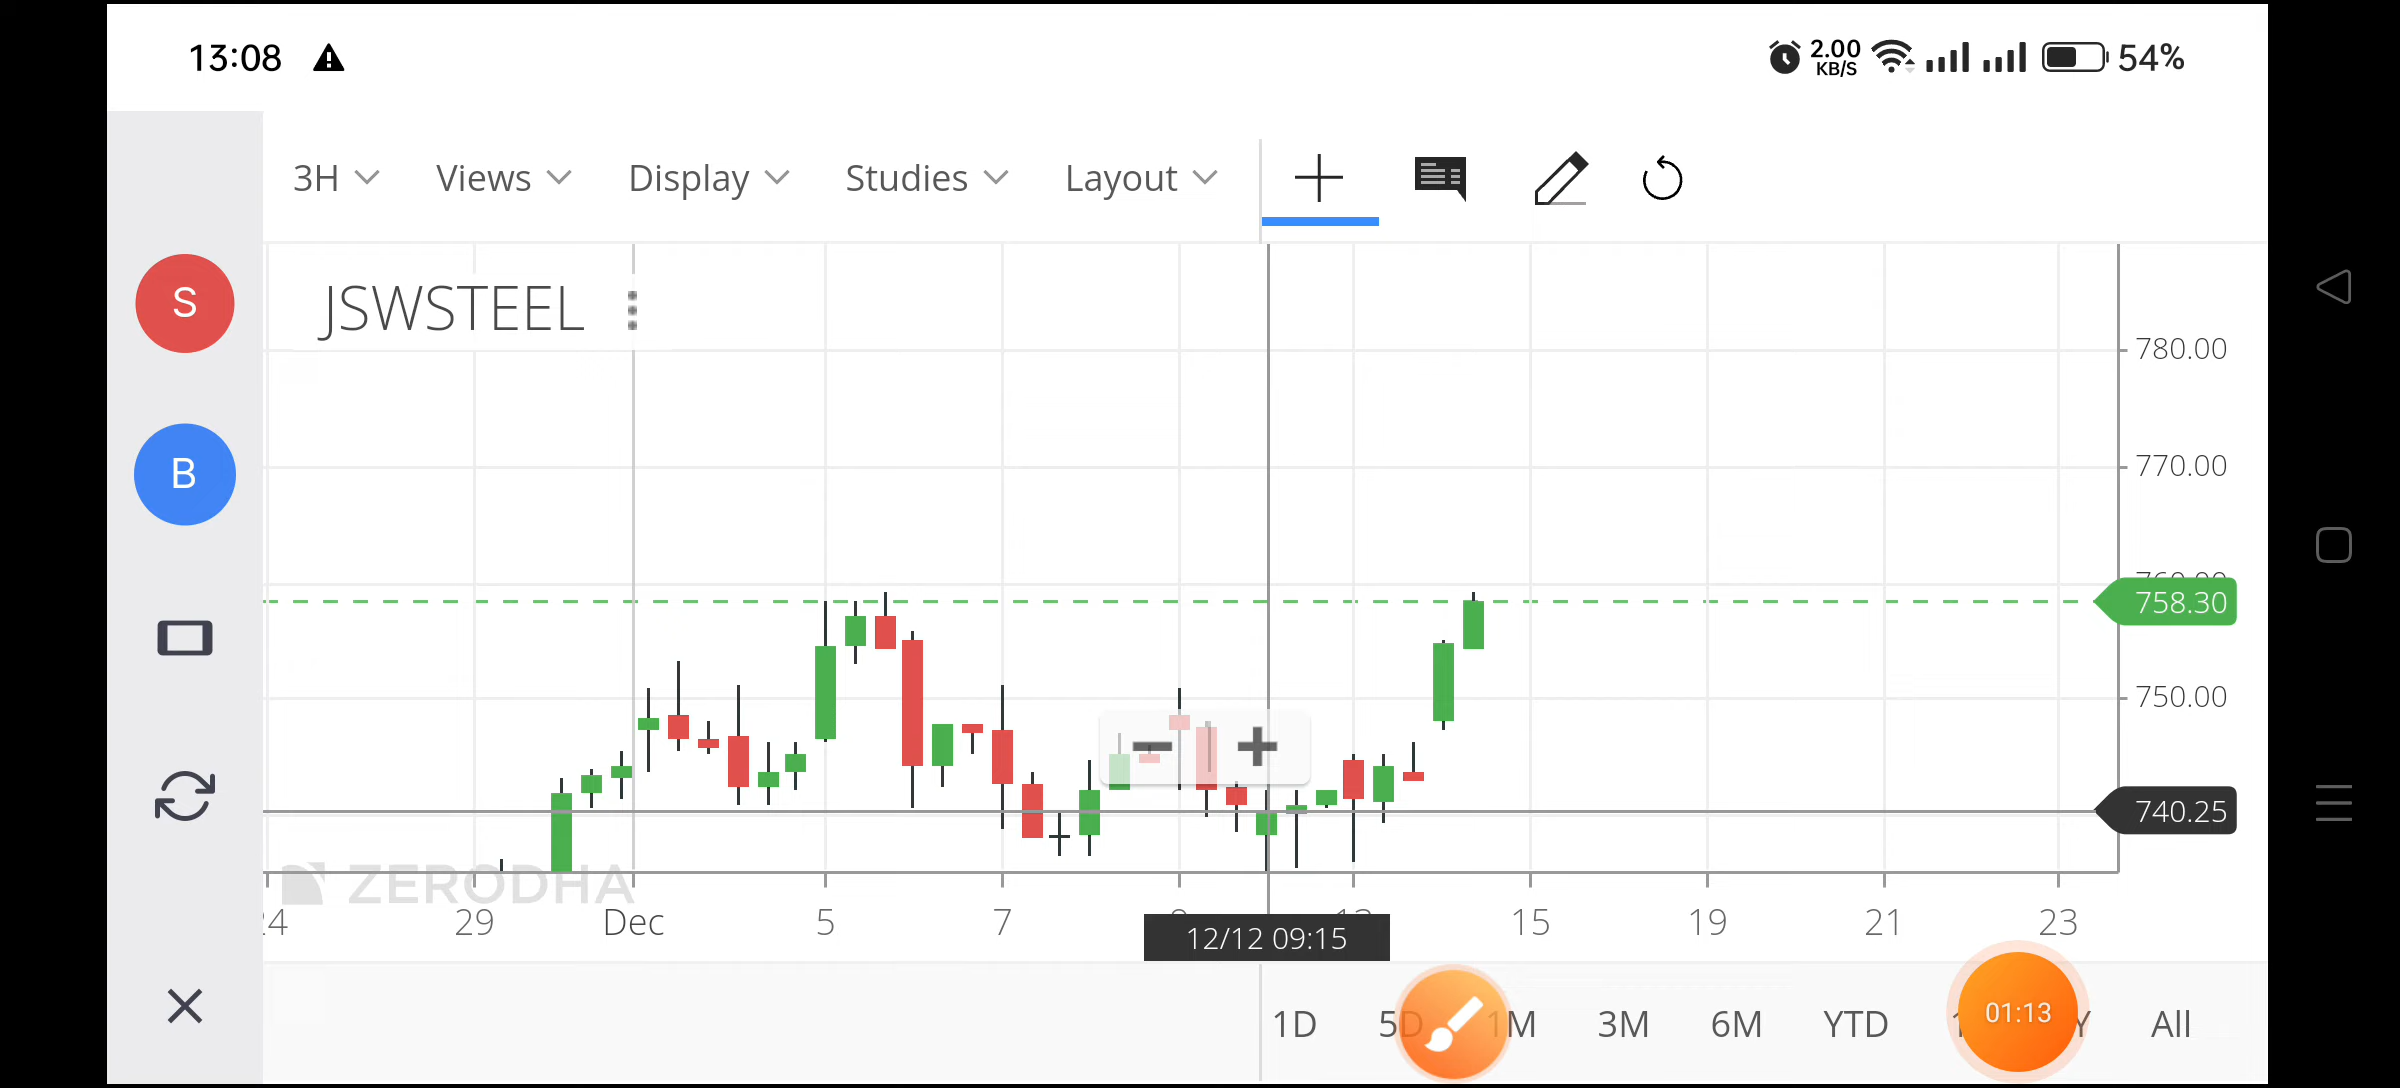 13:08
2.00 KB/S 54%
3H Views Display Studies Layout
S
JSWSTEEL
780.00
B
770.00
758.30
750.00
740.25
ZERODHA
29 Dec 5 7 15 19 21 23
12/12 09:15
1D 5D 1M 3M 6M YTD 01:13 All